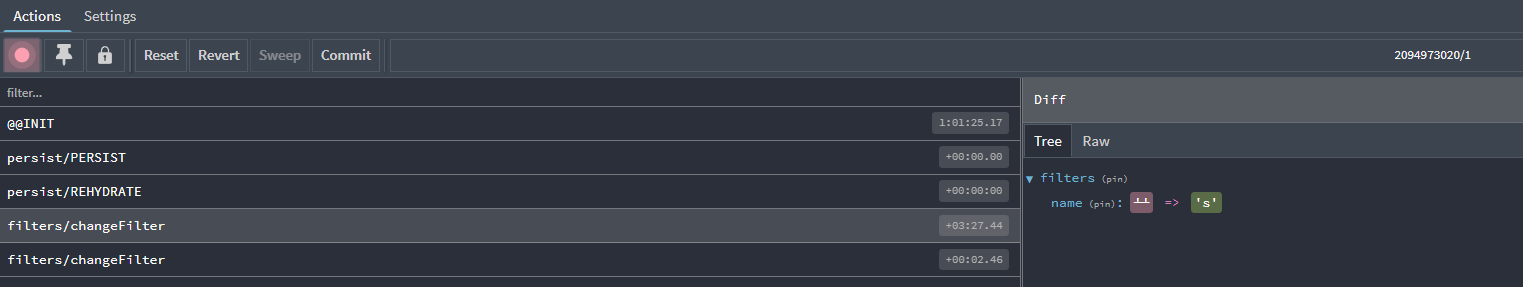 Actions Settings
Reset Revert Sweep Commit 2094973020/1
filter...
@@INIT 1:01:25.17
persist/PERSIST +00:00.00
persist/REHYDRATE +00:00:00
filters/changeFilter +03:27.44
filters/changeFilter +00:02.46
Diff
Tree Raw
▼ filters (pin)
name (pin): '' => 's'